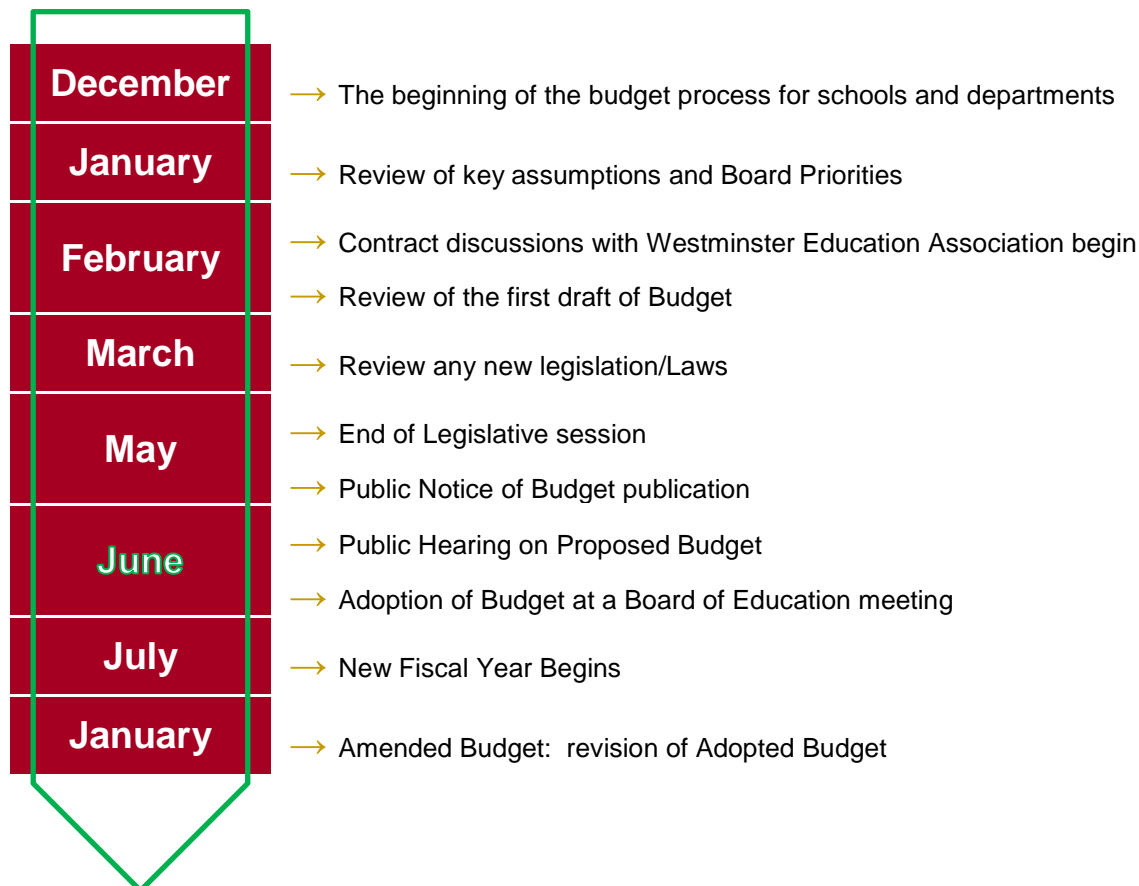 December
→ The beginning of the budget process for schools and departments
January
→ Review of key assumptions and Board Priorities
February
→ Contract discussions with Westminster Education Association begin
→ Review of the first draft of Budget
March
→ Review any new legislation/Laws
May
→ End of Legislative session
→ Public Notice of Budget publication
June
→ Public Hearing on Proposed Budget
→ Adoption of Budget at a Board of Education meeting
July
→ New Fiscal Year Begins
January
→ Amended Budget:  revision of Adopted Budget